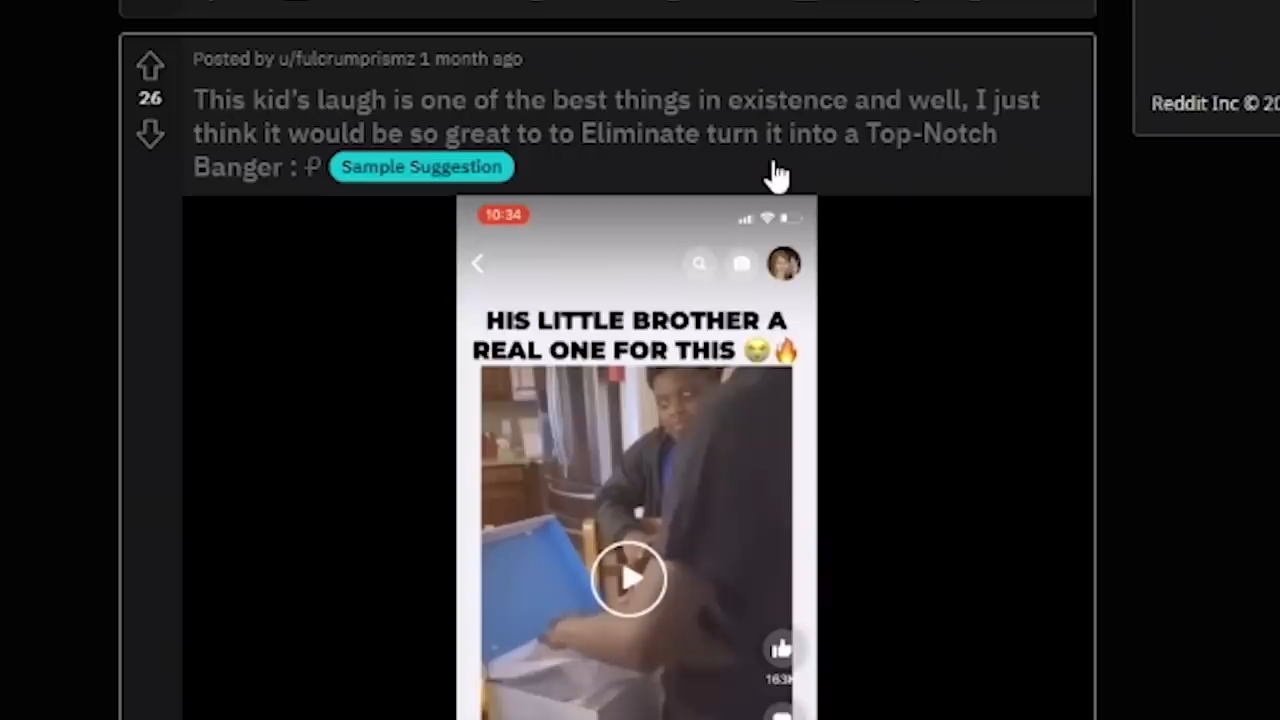 Posted by u/fulcrumprismz 1 month ago
26
This kid's laugh is one of the best things in existence and well, I just
think it would be so great to to Eliminate turn it into a Top-Notch
Banger :
Sample Suggestion
Reddit Inc © 20
10:34
HIS LITTLE BROTHER A
REAL ONE FOR THIS 😭🔥
163K